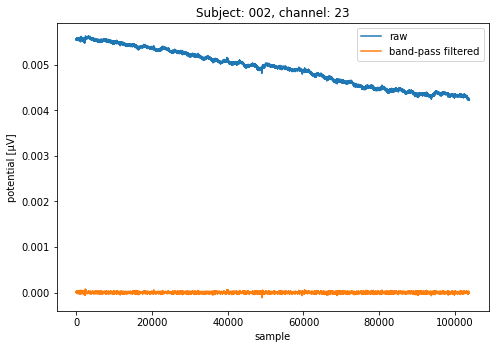 Subject: 002, channel: 23
raw
band-pass filtered
potential [µV]
0.005
0.004
0.003
0.002
0.001
0.000
0
20000
40000
60000
80000
100000
sample